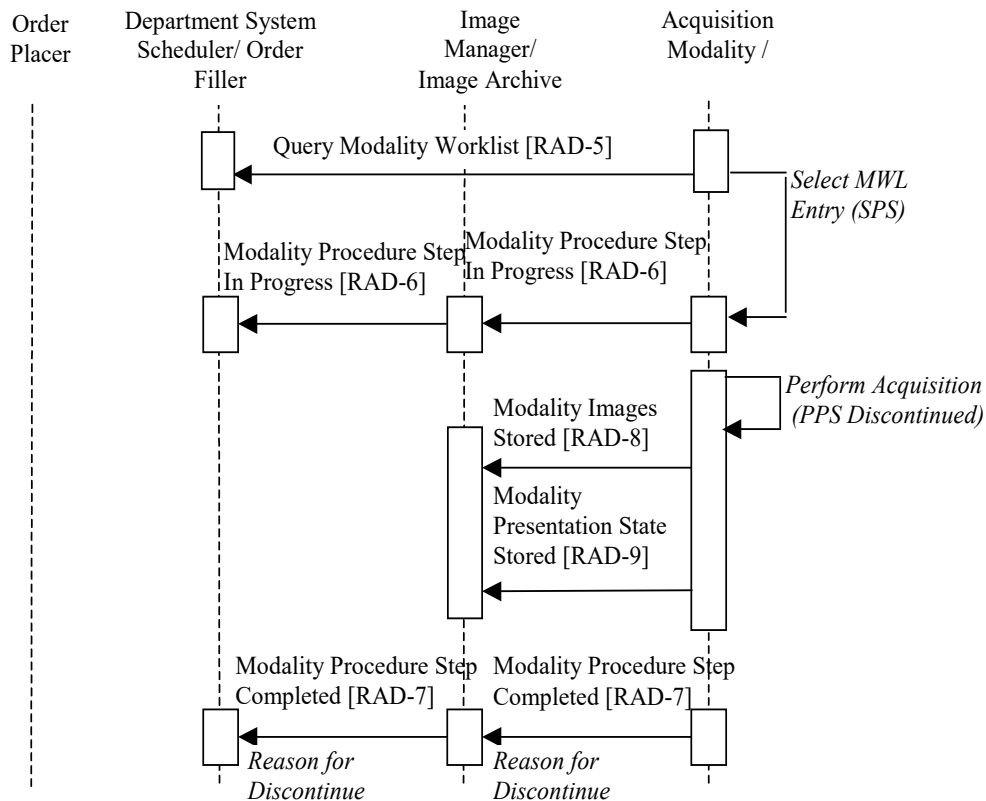 Order
Placer
Department System
Scheduler/ Order
Filler
Image
Manager/
Image Archive
Acquisition
Modality /
Query Modality Worklist [RAD-5]
Select MWL
Entry (SPS)
Modality Procedure Step
In Progress [RAD-6]
Modality Procedure Step
In Progress [RAD-6]
Perform Acquisition
(PPS Discontinued)
Modality Images
Stored [RAD-8]
Modality
Presentation State
Stored [RAD-9]
Modality Procedure Step
Completed [RAD-7]
Modality Procedure Step
Completed [RAD-7]
Reason for
Discontinue
Reason for
Discontinue